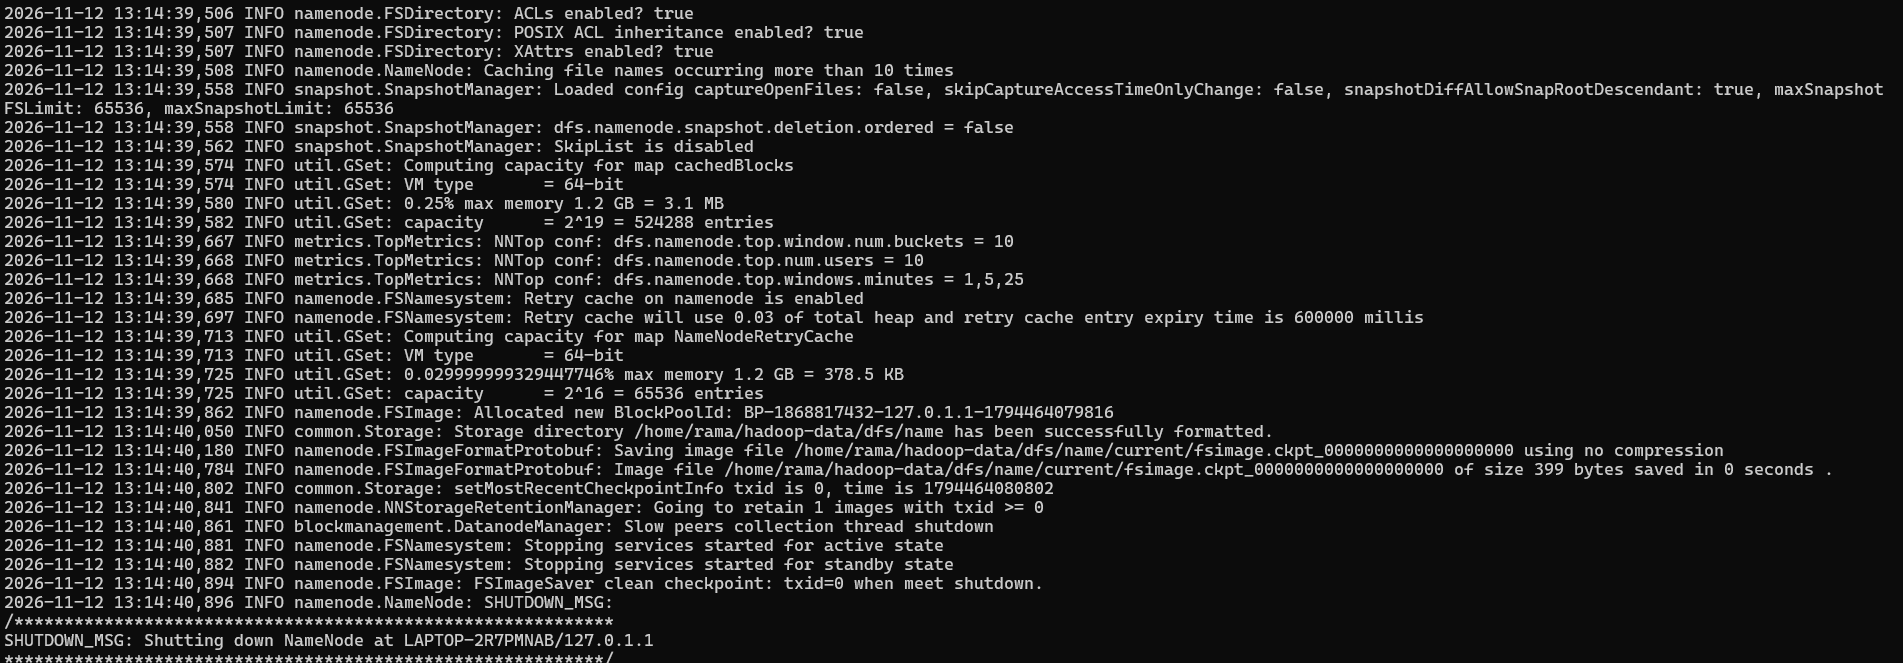 2026-11-12 13:14:39,506 INFO namenode.FSDirectory: ACLs enabled? true
2026-11-12 13:14:39,507 INFO namenode.FSDirectory: POSIX ACL inheritance enabled? true
2026-11-12 13:14:39,507 INFO namenode.FSDirectory: XAttrs enabled? true
2026-11-12 13:14:39,508 INFO namenode.NameNode: Caching file names occurring more than 10 times
2026-11-12 13:14:39,558 INFO snapshot.SnapshotManager: Loaded config captureOpenFiles: false, skipCaptureAccessTimeOnlyChange: false, snapshotDiffAllowSnapRootDescendant: true, maxSnapshot
FSLimit: 65536, maxSnapshotLimit: 65536
2026-11-12 13:14:39,558 INFO snapshot.SnapshotManager: dfs.namenode.snapshot.deletion.ordered = false
2026-11-12 13:14:39,562 INFO snapshot.SnapshotManager: SkipList is disabled
2026-11-12 13:14:39,574 INFO util.GSet: Computing capacity for map cachedBlocks
2026-11-12 13:14:39,574 INFO util.GSet: VM type       = 64-bit
2026-11-12 13:14:39,580 INFO util.GSet: 0.25% max memory 1.2 GB = 3.1 MB
2026-11-12 13:14:39,582 INFO util.GSet: capacity      = 2^19 = 524288 entries
2026-11-12 13:14:39,667 INFO metrics.TopMetrics: NNTop conf: dfs.namenode.top.window.num.buckets = 10
2026-11-12 13:14:39,668 INFO metrics.TopMetrics: NNTop conf: dfs.namenode.top.num.users = 10
2026-11-12 13:14:39,668 INFO metrics.TopMetrics: NNTop conf: dfs.namenode.top.windows.minutes = 1,5,25
2026-11-12 13:14:39,685 INFO namenode.FSNamesystem: Retry cache on namenode is enabled
2026-11-12 13:14:39,697 INFO namenode.FSNamesystem: Retry cache will use 0.03 of total heap and retry cache entry expiry time is 600000 millis
2026-11-12 13:14:39,713 INFO util.GSet: Computing capacity for map NameNodeRetryCache
2026-11-12 13:14:39,713 INFO util.GSet: VM type       = 64-bit
2026-11-12 13:14:39,725 INFO util.GSet: 0.029999999329447746% max memory 1.2 GB = 378.5 KB
2026-11-12 13:14:39,725 INFO util.GSet: capacity      = 2^16 = 65536 entries
2026-11-12 13:14:39,862 INFO namenode.FSImage: Allocated new BlockPoolId: BP-1868817432-127.0.1.1-1794464079816
2026-11-12 13:14:40,050 INFO common.Storage: Storage directory /home/rama/hadoop-data/dfs/name has been successfully formatted.
2026-11-12 13:14:40,180 INFO namenode.FSImageFormatProtobuf: Saving image file /home/rama/hadoop-data/dfs/name/current/fsimage.ckpt_0000000000000000000 using no compression
2026-11-12 13:14:40,784 INFO namenode.FSImageFormatProtobuf: Image file /home/rama/hadoop-data/dfs/name/current/fsimage.ckpt_0000000000000000000 of size 399 bytes saved in 0 seconds .
2026-11-12 13:14:40,802 INFO common.Storage: setMostRecentCheckpointInfo txid is 0, time is 1794464080802
2026-11-12 13:14:40,841 INFO namenode.NNStorageRetentionManager: Going to retain 1 images with txid >= 0
2026-11-12 13:14:40,861 INFO blockmanagement.DatanodeManager: Slow peers collection thread shutdown
2026-11-12 13:14:40,881 INFO namenode.FSNamesystem: Stopping services started for active state
2026-11-12 13:14:40,882 INFO namenode.FSNamesystem: Stopping services started for standby state
2026-11-12 13:14:40,894 INFO namenode.FSImage: FSImageSaver clean checkpoint: txid=0 when meet shutdown.
2026-11-12 13:14:40,896 INFO namenode.NameNode: SHUTDOWN_MSG:
/************************************************************
SHUTDOWN_MSG: Shutting down NameNode at LAPTOP-2R7PMNAB/127.0.1.1
************************************************************/